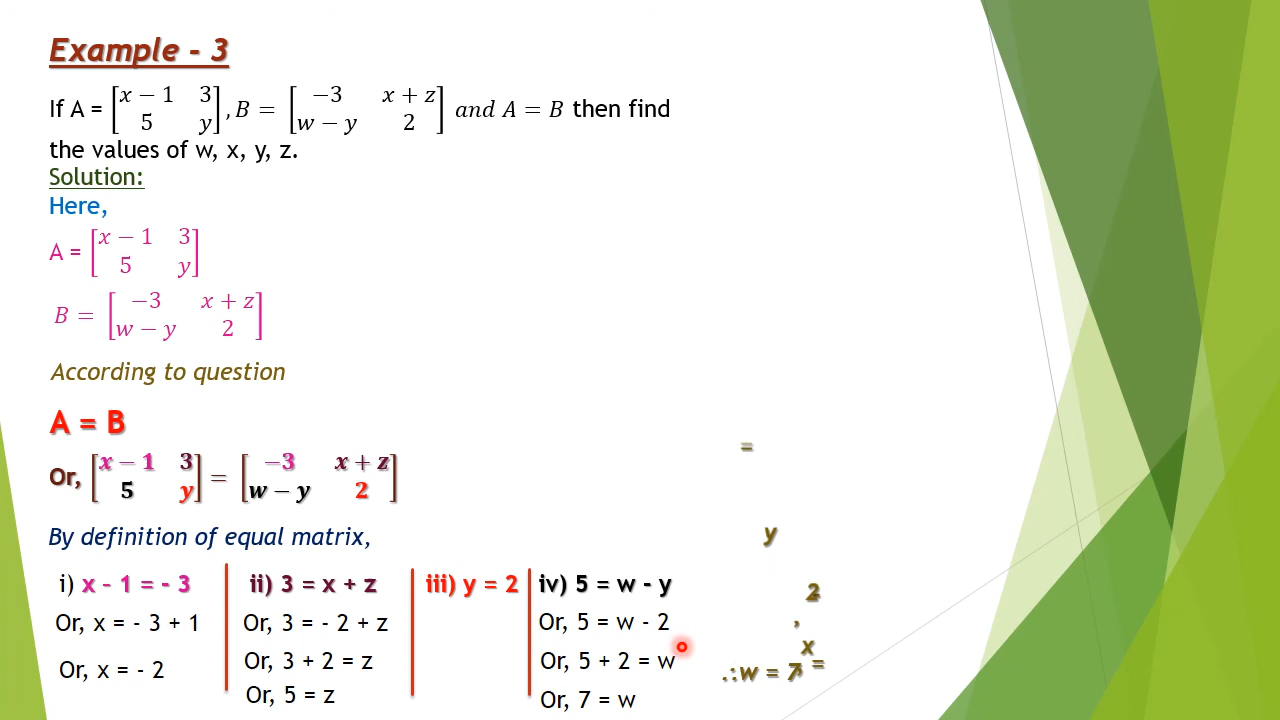 Example - 3
If A = [x − 1 3 5 y], B = [−3 x + z w − y 2] and A = B then find
the values of w, x, y, z.
Solution:
Here,
A = [x − 1 3 5 y]
B = [−3 x + z w − y 2]
According to question
A = B
Or, [x − 1 3 5 y] = [−3 x + z w − y 2]
By definition of equal matrix,
i) x – 1 = - 3
Or, x = - 3 + 1
Or, x = - 2
ii) 3 = x + z
Or, 3 = - 2 + z
Or, 3 + 2 = z
Or, 5 = z
iii) y = 2
iv) 5 = w - y
Or, 5 = w - 2
Or, 5 + 2 = w
Or, 7 = w
=
y
2
,
x
∴w = 7
=